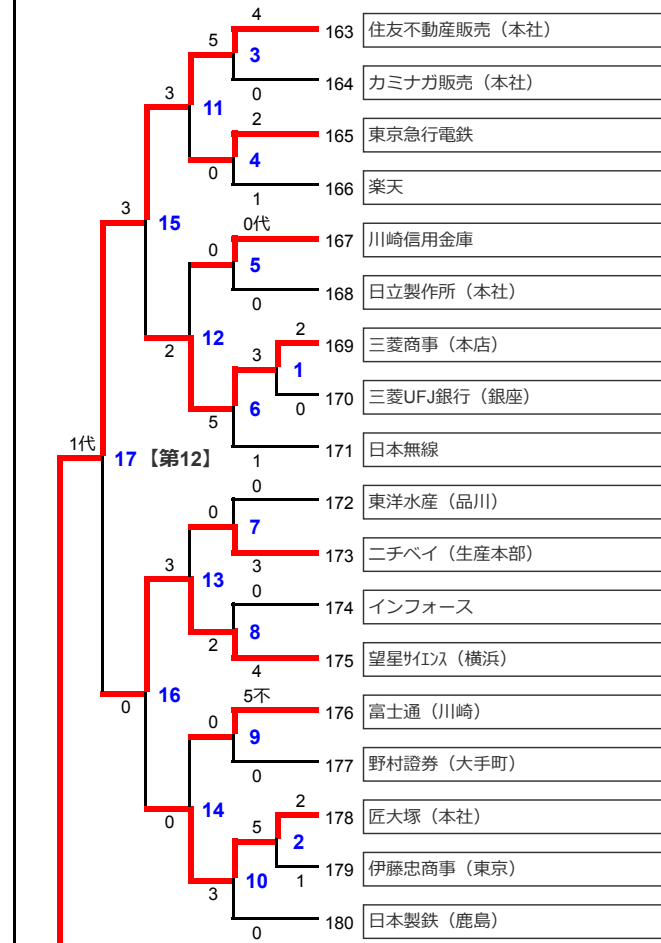 4
5
163 住友不動産販売（本社）
3
3
164 カミナガ販売（本社）
11
0
2
165 東京急行電鉄
4
0
166 楽天
1
3
15
0代
0
167 川崎信用金庫
5
168 日立製作所（本社）
0
12
2
2
3
169 三菱商事（本店）
1
170 三菱UFJ銀行（銀座）
0
6
5
171 日本無線
1
1代
17 【第12】
0
172 東洋水産（品川）
0
7
173 ニチベイ（生産本部）
3
3
13
0
174 インフォース
8
2
175 望星ｻｲｴﾝｽ（横浜）
4
16
0
5不
0
176 富士通（川崎）
9
177 野村證券（大手町）
0
14
0
2
5
178 匠大塚（本社）
2
179 伊藤忠商事（東京）
1
10
3
180 日本製鉄（鹿島）
0